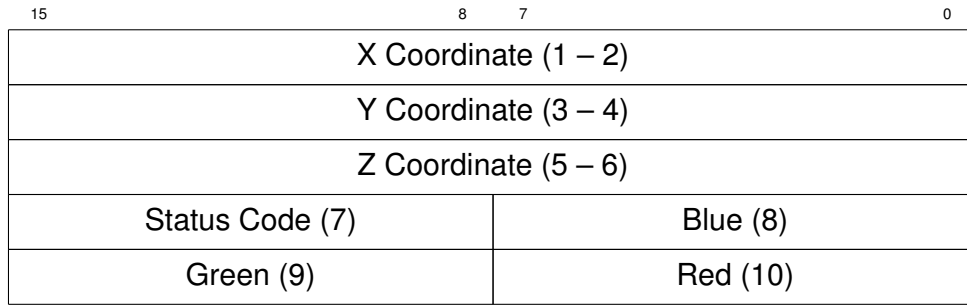 15 8 7 0
X Coordinate (1 – 2)
Y Coordinate (3 – 4)
Z Coordinate (5 – 6)
Status Code (7) Blue (8)
Green (9) Red (10)